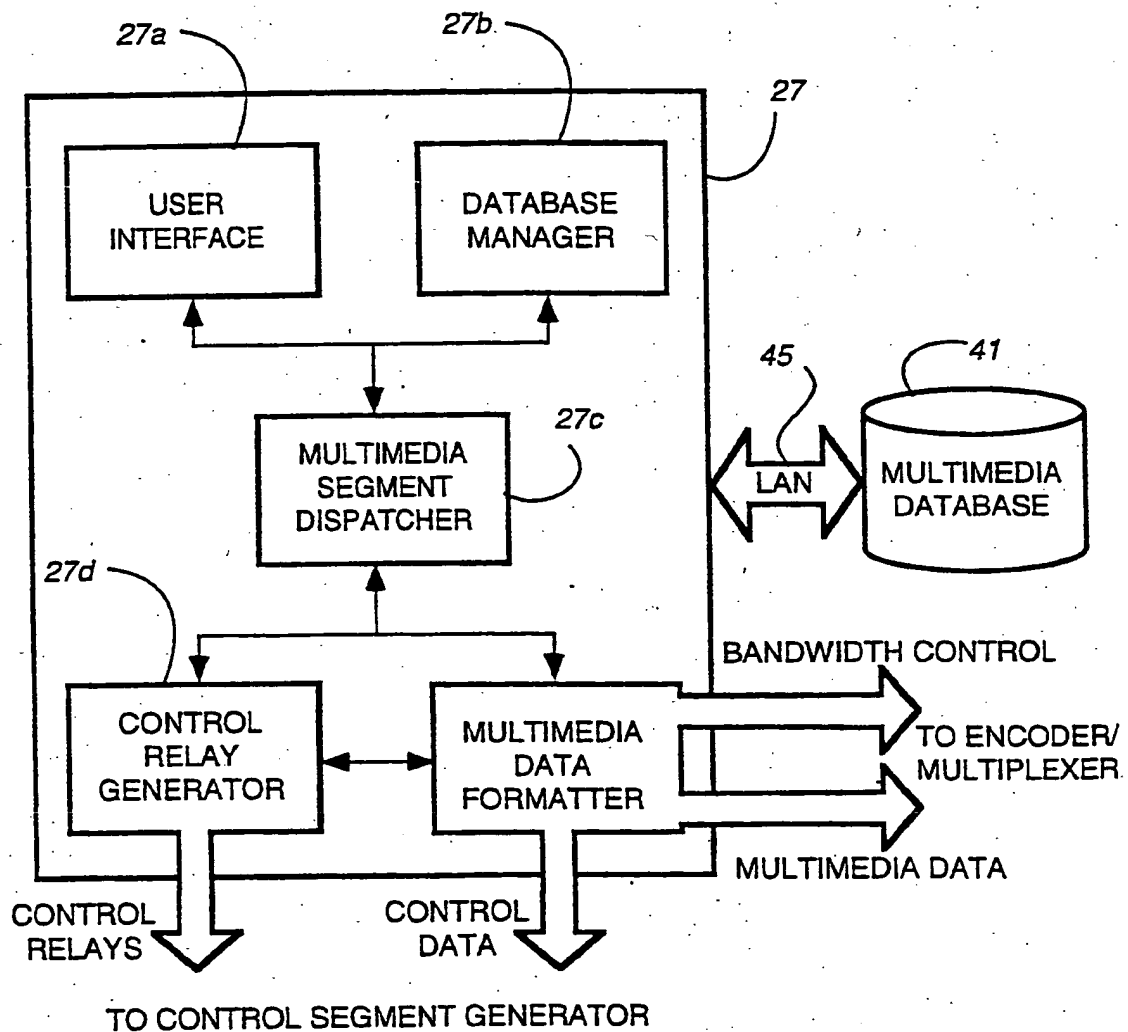 27a
27b
27
USER
INTERFACE
DATABASE
MANAGER
45
41
27c
MULTIMEDIA
SEGMENT
DISPATCHER
LAN
MULTIMEDIA
DATABASE
27d
BANDWIDTH CONTROL
CONTROL
RELAY
GENERATOR
MULTIMEDIA
DATA
FORMATTER
TO ENCODER/
MULTIPLEXER
MULTIMEDIA DATA
CONTROL
RELAYS
CONTROL
DATA
TO CONTROL SEGMENT GENERATOR